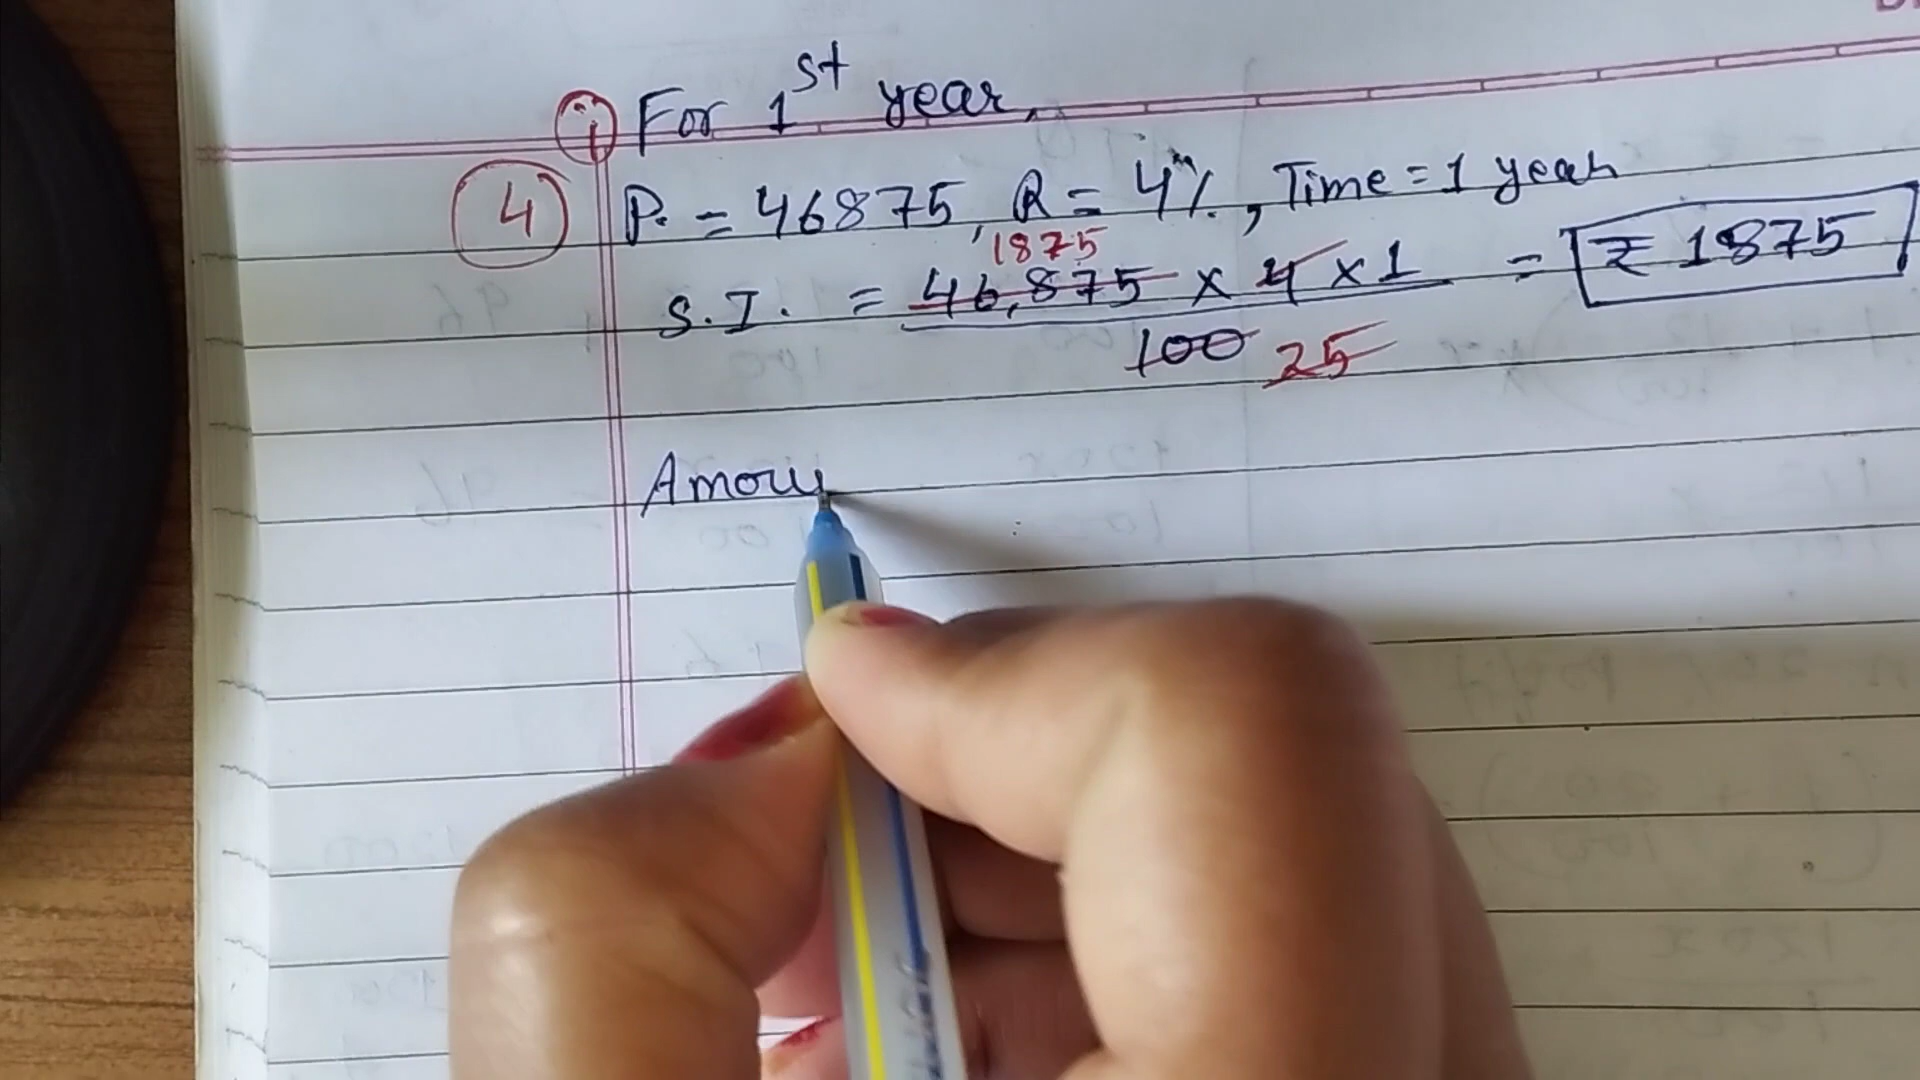 i For 1st year,
4 P. = 46875, R = 4%, Time = 1 year
1875
S.I. = 46,875 x 4 x 1 = ₹ 1875
100 25
Amou